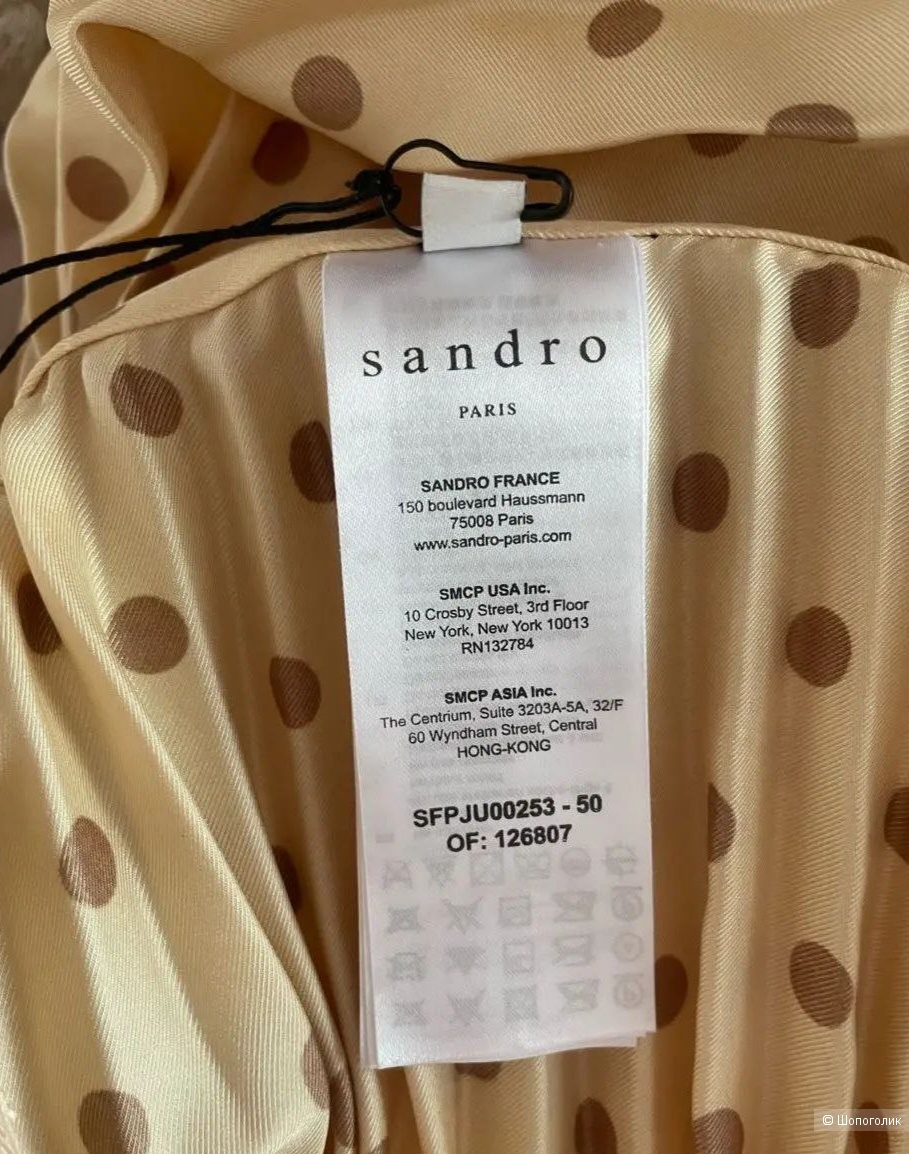 sandro
PARIS
SANDRO FRANCE
150 boulevard Haussmann
75008 Paris
www.sandro-paris.com
SMCP USA Inc.
10 Crosby Street, 3rd Floor
New York, New York 10013
RN132784
SMCP ASIA Inc.
The Centrium, Suite 3203A-5A, 32/F
60 Wyndham Street, Central
HONG-KONG
SFPJU00253 - 50
OF: 126807
© Шопоголик